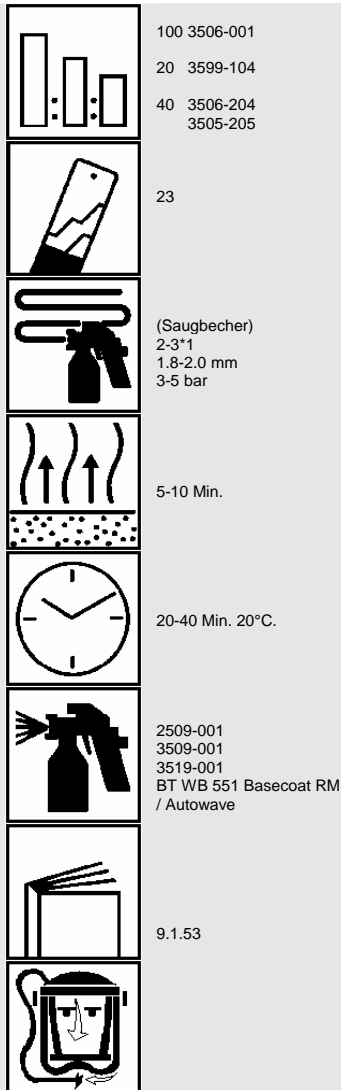 100 3506-001
20 3599-104
40 3506-204
3505-205
23
(Saugbecher)
2-3*1
1.8-2.0 mm
3-5 bar
5-10 Min.
20-40 Min. 20°C.
2509-001
3509-001
3519-001
BT WB 551 Basecoat RM
/ Autowave
9.1.53